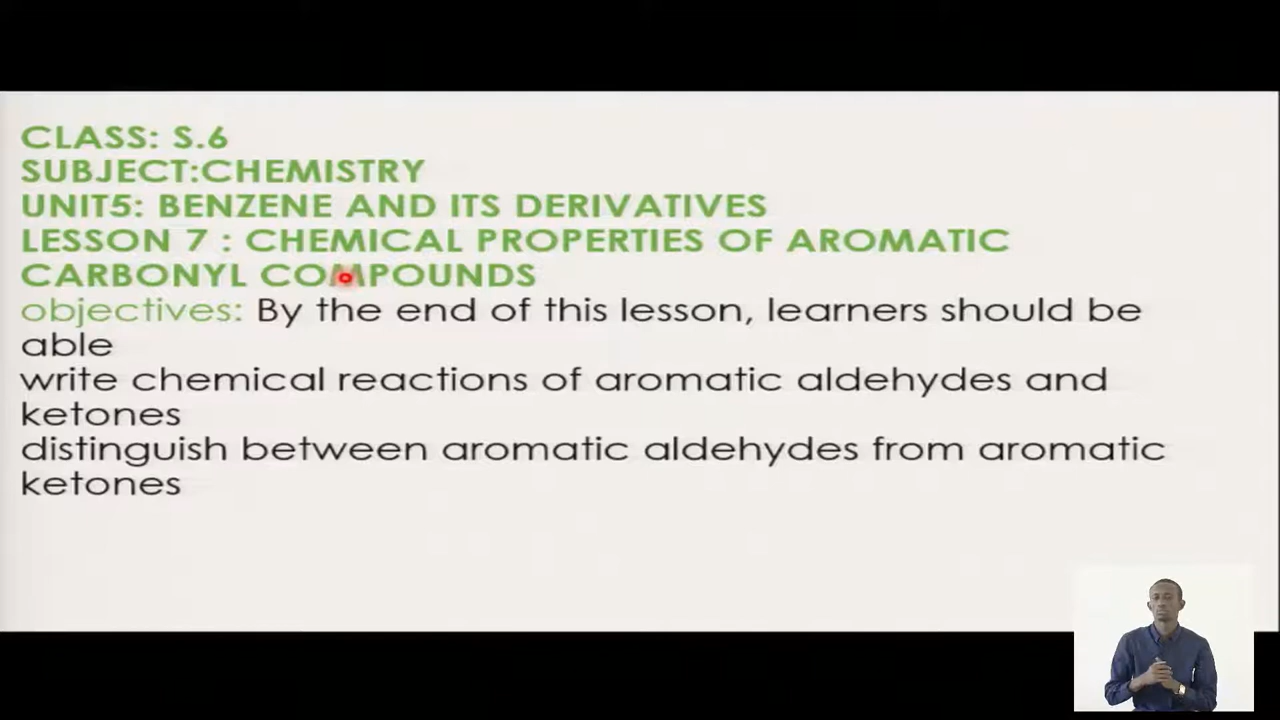 CLASS: S.6
SUBJECT:CHEMISTRY
UNIT5: BENZENE AND ITS DERIVATIVES
LESSON 7 : CHEMICAL PROPERTIES OF AROMATIC
CARBONYL COMPOUNDS
objectives: By the end of this lesson, learners should be
able
write chemical reactions of aromatic aldehydes and
ketones
distinguish between aromatic aldehydes from aromatic
ketones